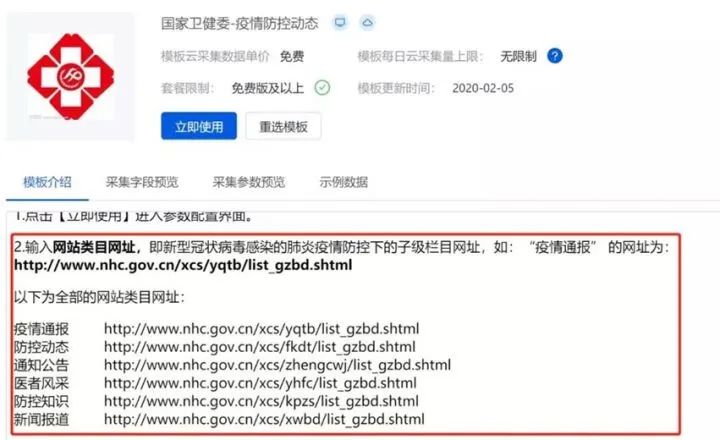 国家卫健委-疫情防控动态
模板云采集数据单价 免费 模板每日云采集量上限: 无限制 ?
套餐限制: 免费版及以上 模板更新时间: 2020-02-05
立即使用 重选模板
模板介绍 采集字段预览 采集参数预览 示例数据
1.点击【立即使用】进入参数配置界面。
2.输入网站类目网址，即新型冠状病毒感染的肺炎疫情防控下的子级栏目网址，如：“疫情通报” 的网址为：
http://www.nhc.gov.cn/xcs/yqtb/list_gzbd.shtml
以下为全部的网站类目网址：
疫情通报 http://www.nhc.gov.cn/xcs/yqtb/list_gzbd.shtml
防控动态 http://www.nhc.gov.cn/xcs/fkdt/list_gzbd.shtml
通知公告 http://www.nhc.gov.cn/xcs/zhengcwj/list_gzbd.shtml
医者风采 http://www.nhc.gov.cn/xcs/yhfc/list_gzbd.shtml
防控知识 http://www.nhc.gov.cn/xcs/kpzs/list_gzbd.shtml
新闻报道 http://www.nhc.gov.cn/xcs/xwbd/list_gzbd.shtml